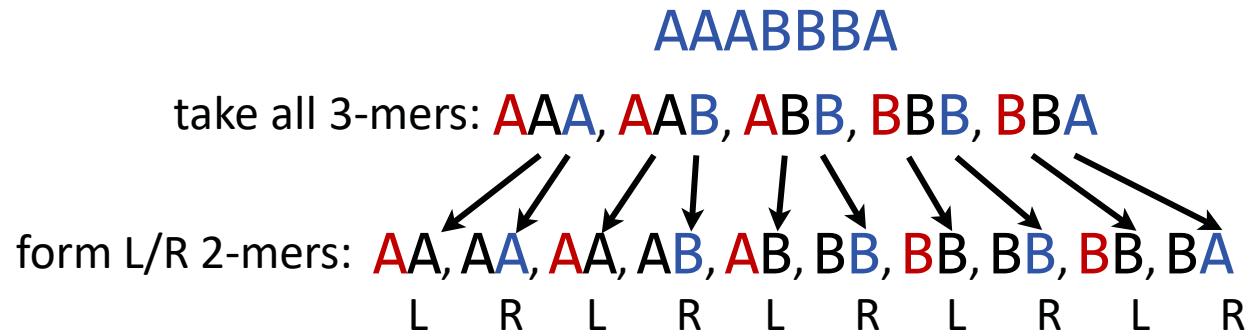 AAABBBA
take all 3-mers: AAA, AAB, ABB, BBB, BBA
form L/R 2-mers: AA, AA, AA, AB, AB, BB, BB, BB, BB, BA
L R L R L R L R L R